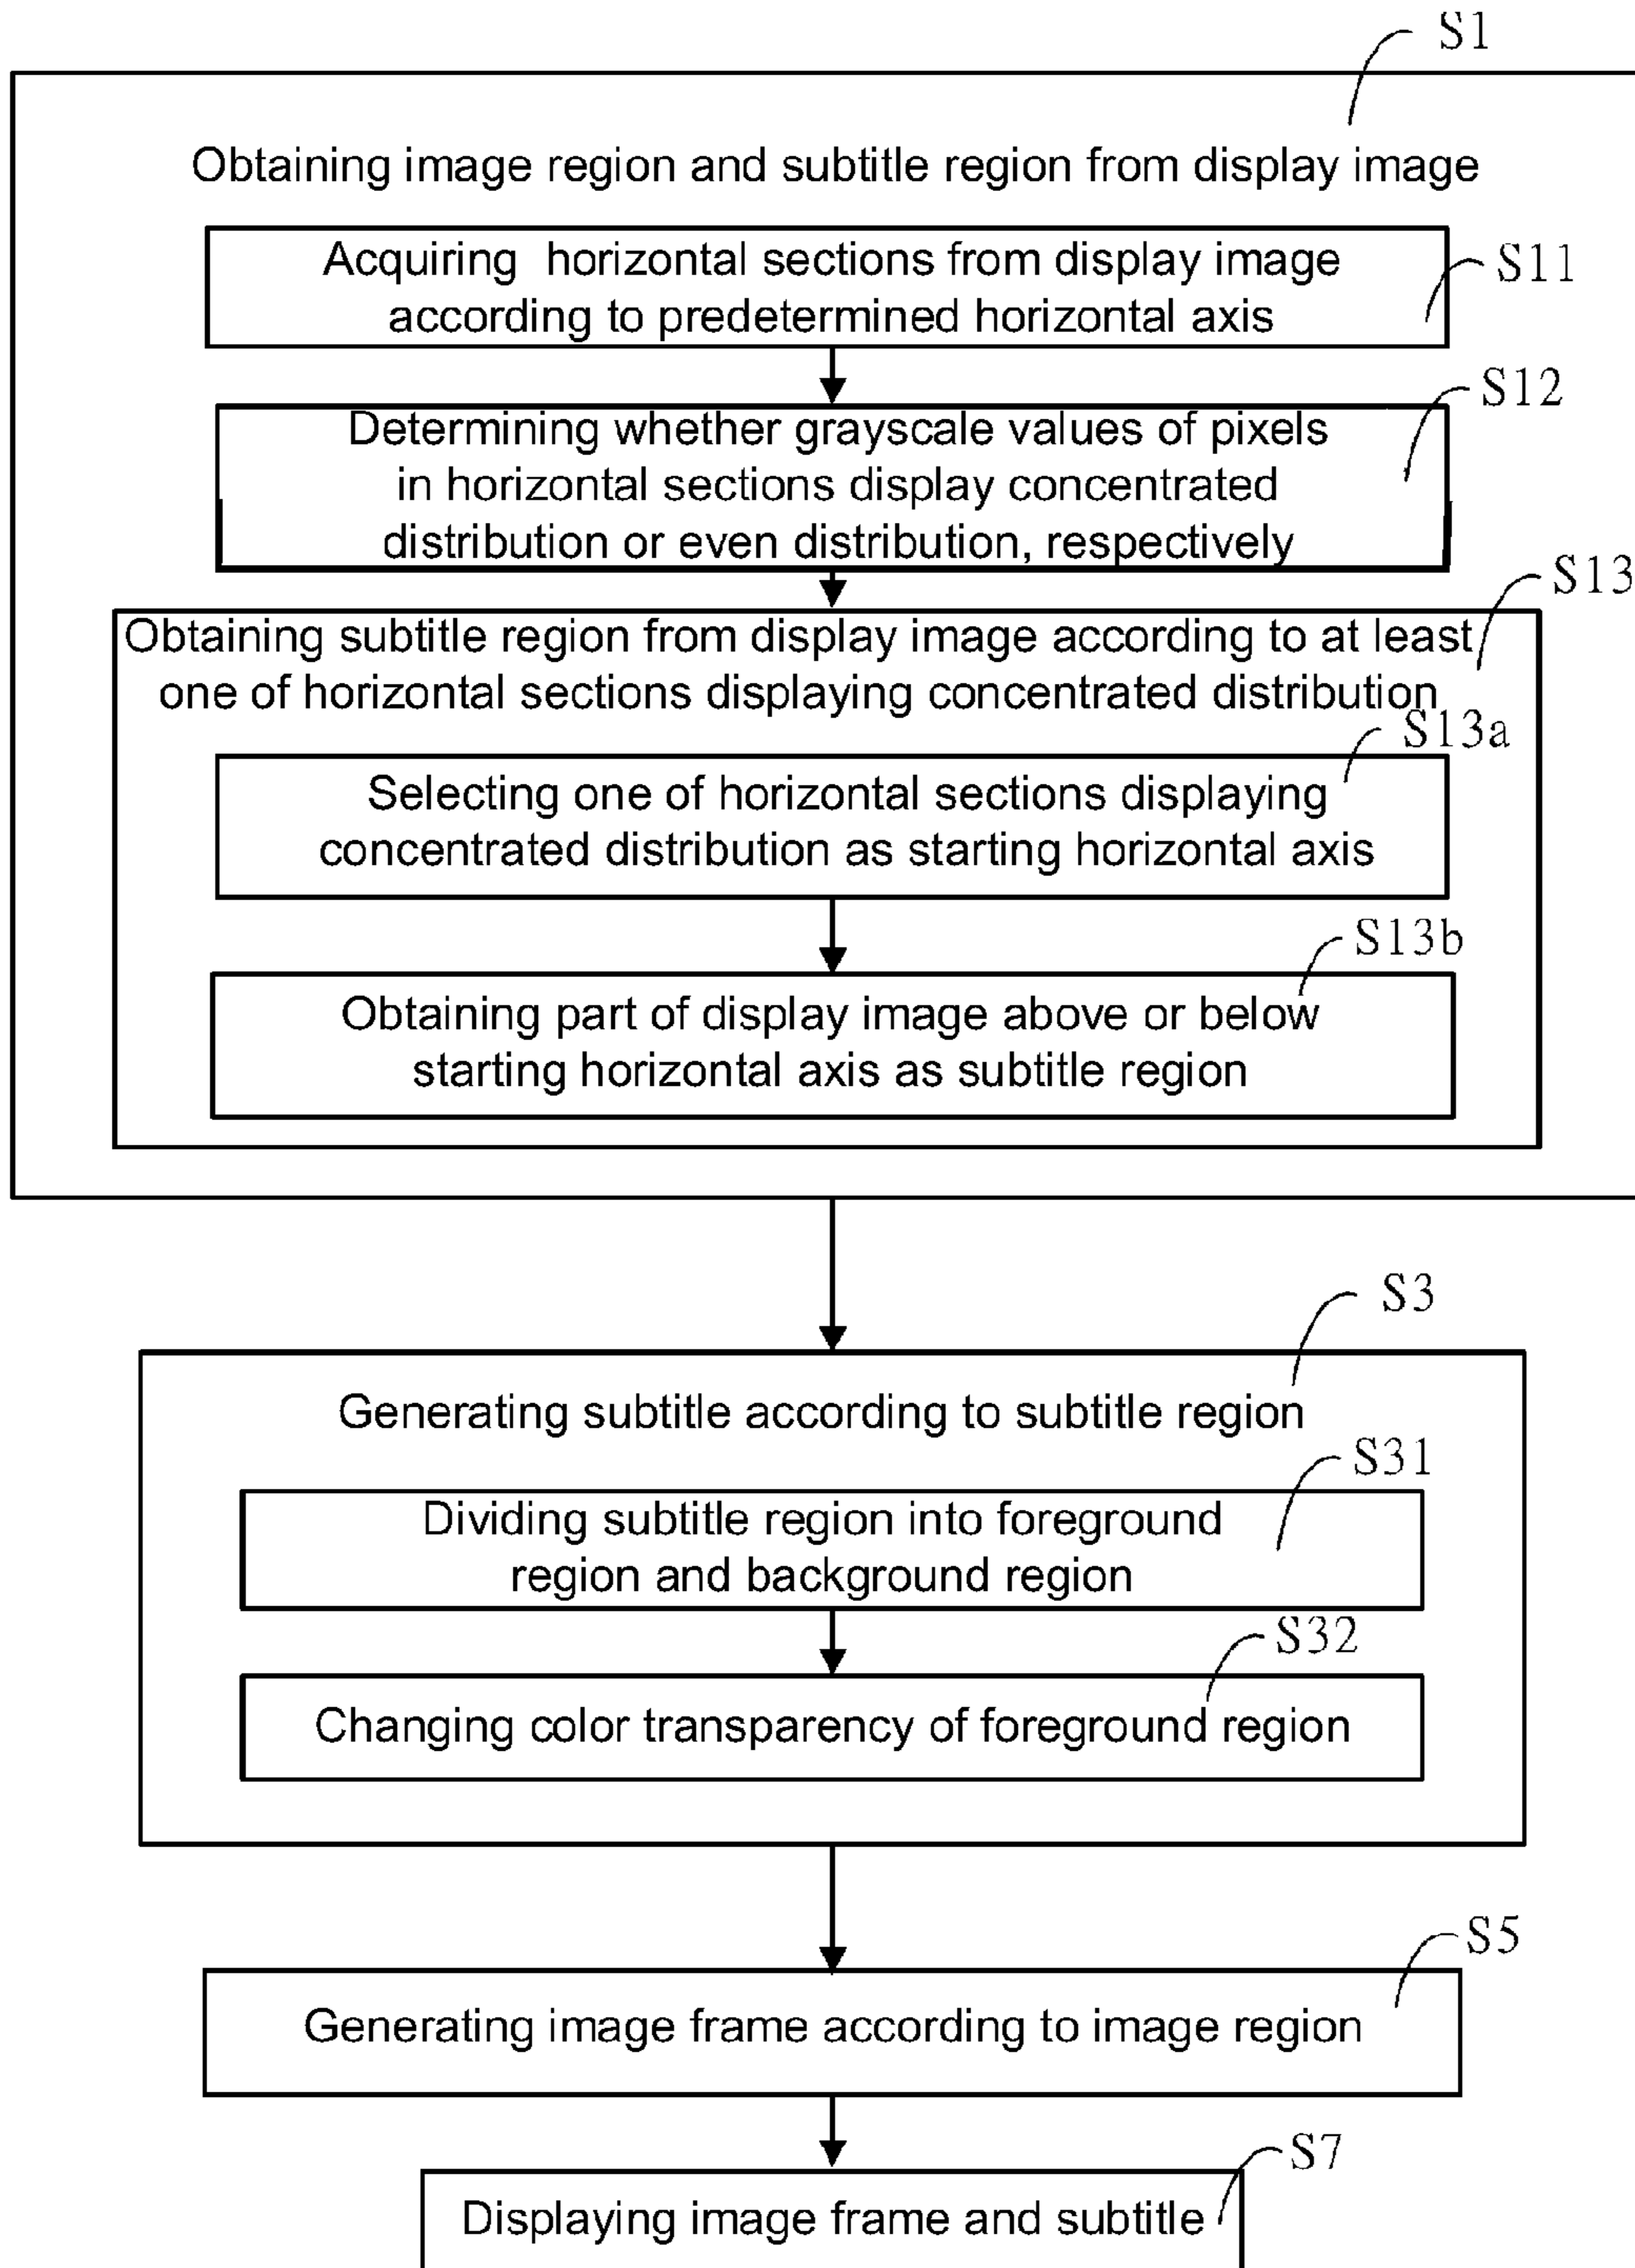 S1
Obtaining image region and subtitle region from display image
Acquiring horizontal sections from display image
according to predetermined horizontal axis
S11
Determining whether grayscale values of pixels
in horizontal sections display concentrated
distribution or even distribution, respectively
S12
Obtaining subtitle region from display image according to at least
one of horizontal sections displaying concentrated distribution
S13
Selecting one of horizontal sections displaying
concentrated distribution as starting horizontal axis
S13a
Obtaining part of display image above or below
starting horizontal axis as subtitle region
S13b
S3
Generating subtitle according to subtitle region
Dividing subtitle region into foreground
region and background region
S31
Changing color transparency of foreground region
S32
Generating image frame according to image region
S5
Displaying image frame and subtitle
S7